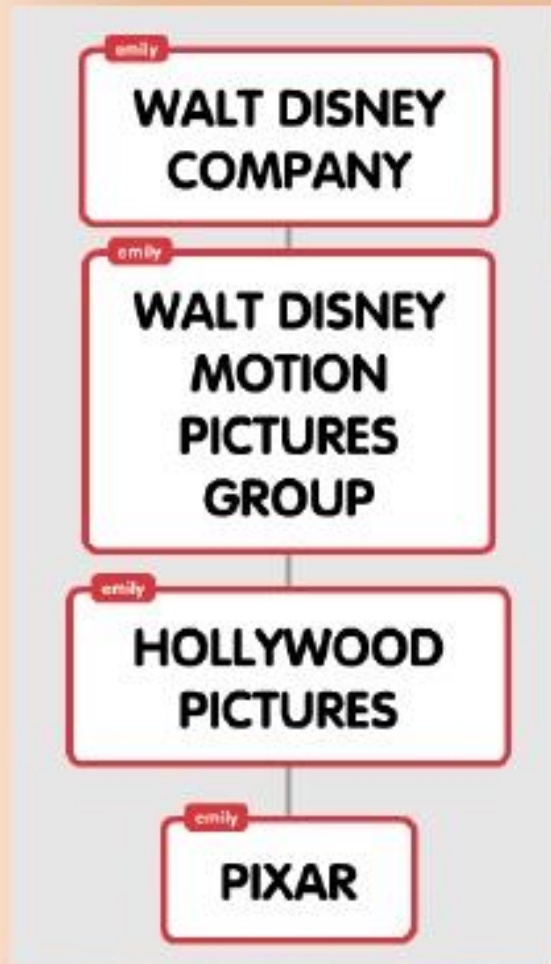 emily
WALT DISNEY
COMPANY
emily
WALT DISNEY
MOTION
PICTURES
GROUP
emily
HOLLYWOOD
PICTURES
emily
PIXAR